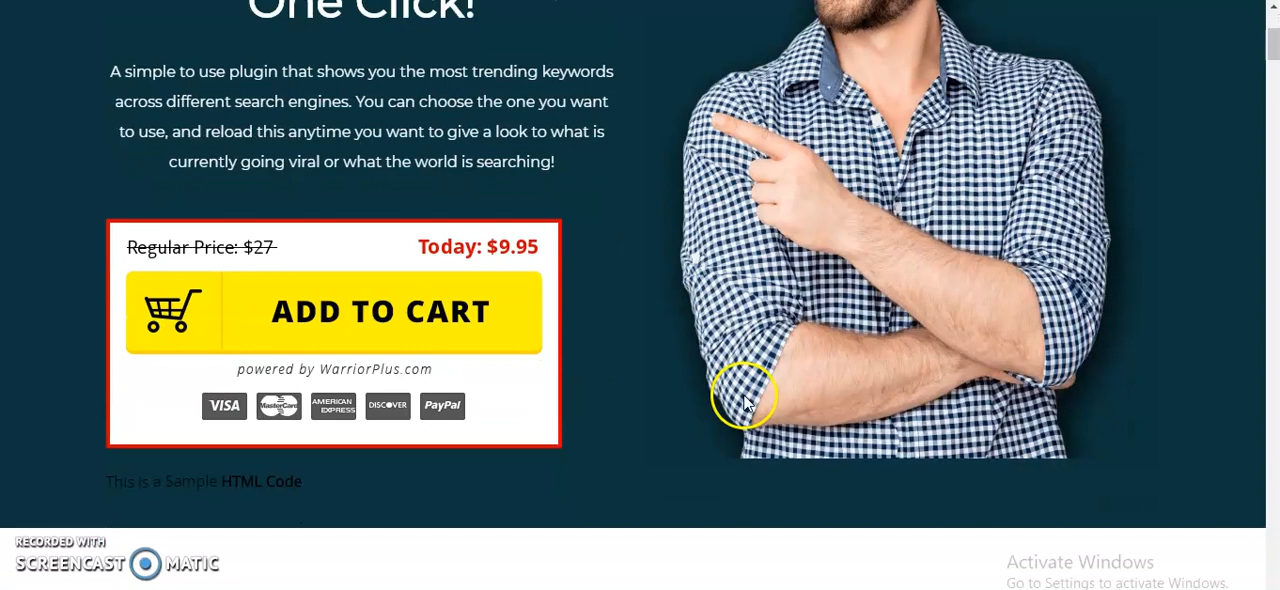 One Click!
A simple to use plugin that shows you the most trending keywords
across different search engines. You can choose the one you want
to use, and reload this anytime you want to give a look to what is
currently going viral or what the world is searching!
Regular Price: $27 Today: $9.95
ADD TO CART
powered by WarriorPlus.com
VISA MasterCard AMERICAN EXPRESS DISCOVER PayPal
This is a Sample HTML Code
RECORDED WITH
SCREENCAST MATIC
Activate Windows
Go to Settings to activate Windows.